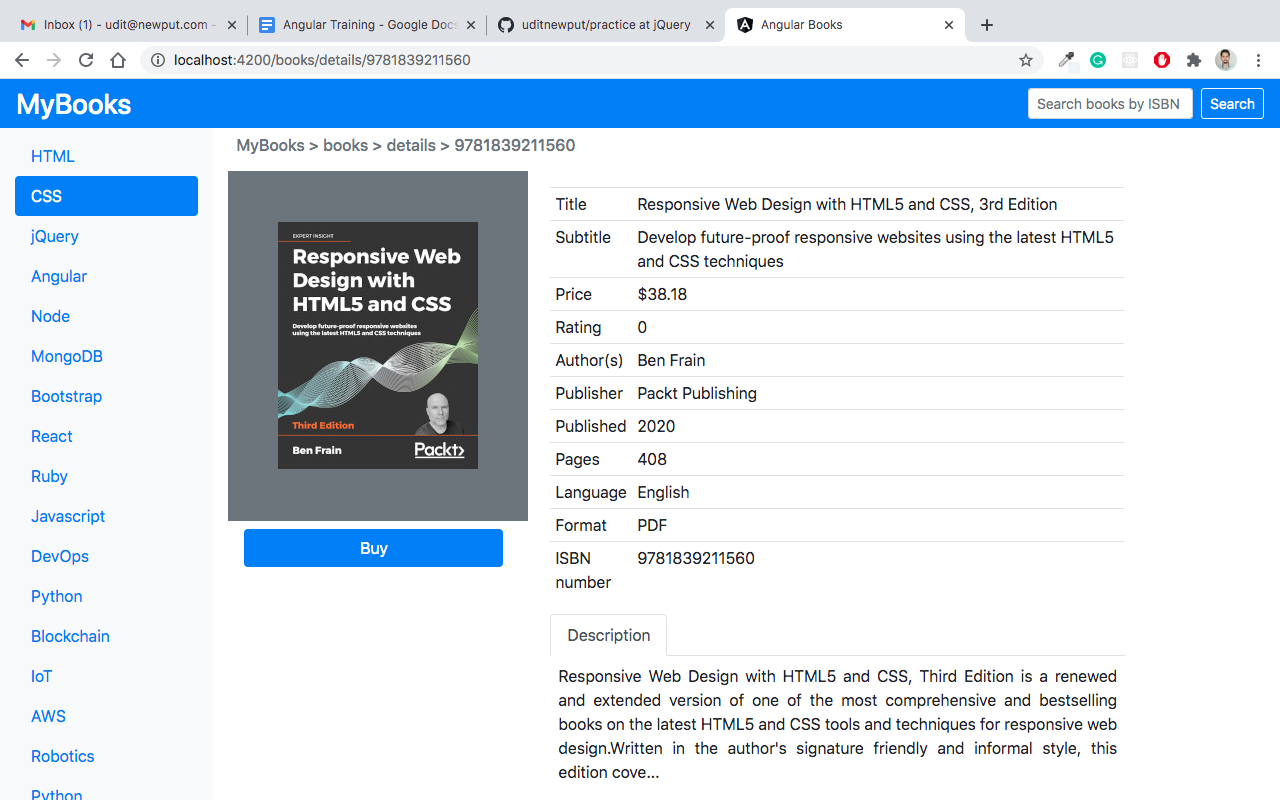 Inbox (1) - udit@newput.com -
Angular Training - Google Docs
uditnewput/practice at jQuery
Angular Books
localhost:4200/books/details/9781839211560
MyBooks
Search books by ISBN
Search
HTML
CSS
jQuery
Angular
Node
MongoDB
Bootstrap
React
Ruby
Javascript
DevOps
Python
Blockchain
IoT
AWS
Robotics
Python
MyBooks > books > details > 9781839211560
EXPERT INSIGHT
Responsive Web
Design with
HTML5 and CSS
Develop future-proof responsive websites
using the latest HTML5 and CSS techniques
Third Edition
Ben Frain
Packt>
Buy
Title Responsive Web Design with HTML5 and CSS, 3rd Edition
Subtitle Develop future-proof responsive websites using the latest HTML5
and CSS techniques
Price $38.18
Rating 0
Author(s) Ben Frain
Publisher Packt Publishing
Published 2020
Pages 408
Language English
Format PDF
ISBN 9781839211560
number
Description
Responsive Web Design with HTML5 and CSS, Third Edition is a renewed
and extended version of one of the most comprehensive and bestselling
books on the latest HTML5 and CSS tools and techniques for responsive web
design.Written in the author's signature friendly and informal style, this
edition cove...